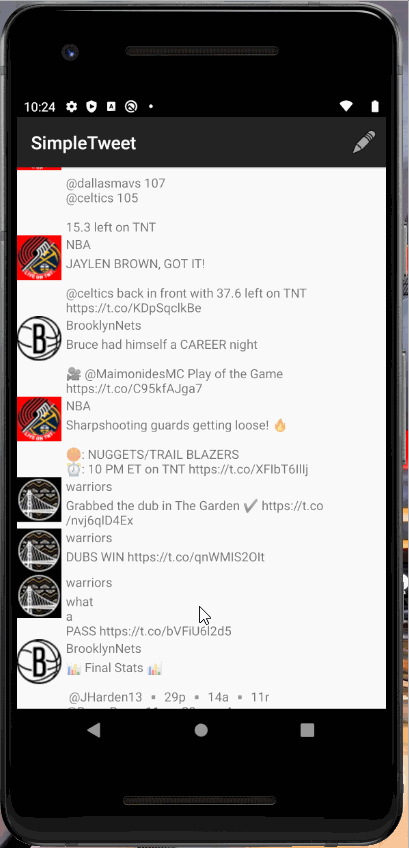 10:24
SimpleTweet
@dallasmavs 107
@celtics 105
15.3 left on TNT
NBA
JAYLEN BROWN, GOT IT!
@celtics back in front with 37.6 left on TNT
https://t.co/KDpSqclkBe
BrooklynNets
Bruce had himself a CAREER night
🎥 @MaimonidesMC Play of the Game
https://t.co/C95kfAJga7
NBA
Sharpshooting guards getting loose! 🔥
🏀: NUGGETS/TRAIL BLAZERS
⏰: 10 PM ET on TNT https://t.co/XFIbT6Illj
warriors
Grabbed the dub in The Garden ✔️ https://t.co
/nvj6qlD4Ex
warriors
DUBS WIN https://t.co/qnWMIS2OIt
warriors
what
a
PASS https://t.co/bVFiU6l2d5
BrooklynNets
📊 Final Stats 📊
@JHarden13 ▪️ 29p ▪️ 14a ▪️ 11r